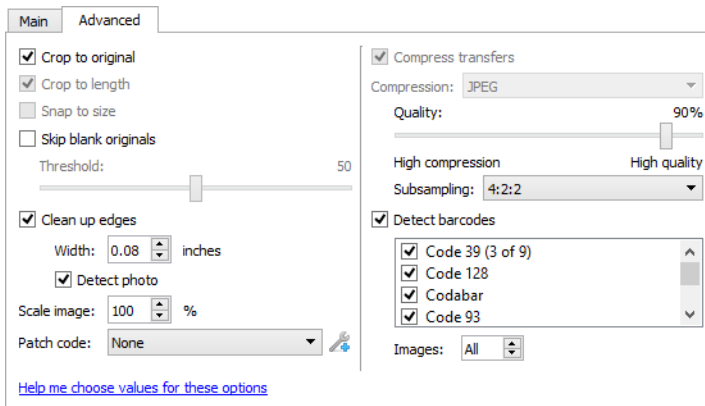 Main Advanced
Crop to original
Crop to length
Snap to size
Skip blank originals
Threshold: 50
Clean up edges
Width: 0.08 inches
Detect photo
Scale image: 100 %
Patch code: None
Help me choose values for these options
Compress transfers
Compression: JPEG
Quality: 90%
High compression High quality
Subsampling: 4:2:2
Detect barcodes
Code 39 (3 of 9)
Code 128
Codabar
Code 93
Images: All